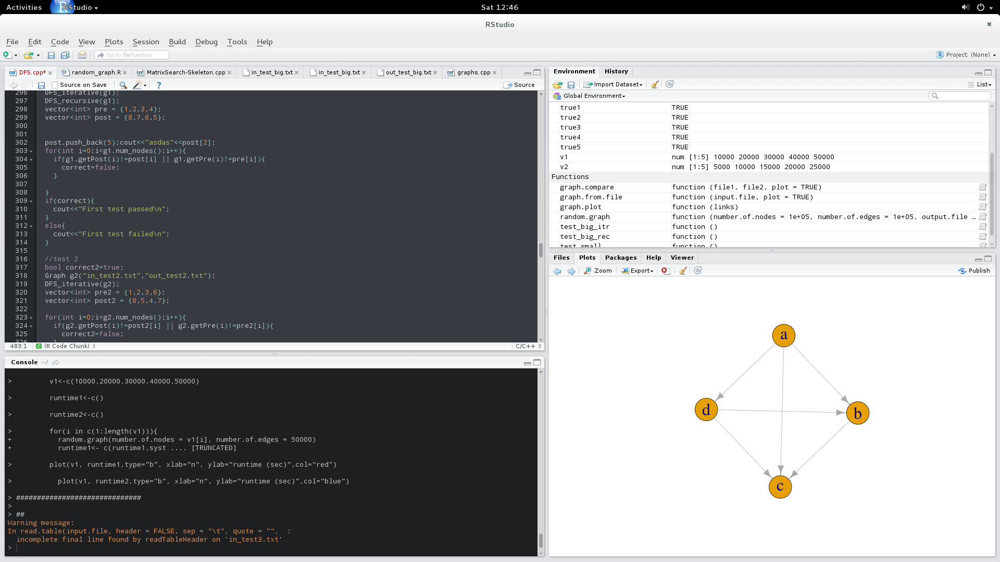 Activities RStudio Sat 12:46
RStudio
File Edit Code View Plots Session Build Debug Tools Help
Go to file/function Project: (None)
DFS.cpp* random_graph.R MatrixSearch-Skeleton.cpp in_test_big.txt in_test_big.txt out_test_big.txt graphs.cpp
Source on Save Source
296 DFS_iterative(g1);
297 DFS_recursive(g1);
298 vector<int> pre = {1,2,3,4};
299 vector<int> post = {8,7,6,5};
300
301
302 post.push_back(5);cout<<"asdas"<<post[2];
303 for(int i=0;i<g1.num_nodes();i++){
304 if(g1.getPost(i)!=post[i] || g1.getPre(i)!=pre[i]){
305 correct=false;
306 }
307
308 }
309 if(correct){
310 cout<<"First test passed\n";
311 }
312 else{
313 cout<<"First test failed\n";
314 }
315
316 //test 2
317 bool correct2=true;
318 Graph g2("in_test2.txt","out_test2.txt");
319 DFS_iterative(g2);
320 vector<int> pre2 = {1,2,3,6};
321 vector<int> post2 = {8,5,4,7};
322
323 for(int i=0;i<g2.num_nodes();i++){
324 if(g2.getPost(i)!=post2[i] || g2.getPre(i)!=pre2[i]){
325 correct2=false;
326 }
483:1 (R Code Chunk) C/C++
Console ~/
> v1<-c(10000,20000,30000,40000,50000)
> runtime1<-c()
> runtime2<-c()
> for(i in c(1:length(v1))){
+ random.graph(number.of.nodes = v1[i], number.of.edges = 50000)
+ runtime1<- c(runtime1,syst .... [TRUNCATED]
> plot(v1, runtime1,type="b", xlab="n", ylab="runtime (sec)",col="red")
> plot(v1, runtime2,type="b", xlab="n", ylab="runtime (sec)",col="blue")
> ##############################
>
> ##
Warning message:
In read.table(input.file, header = FALSE, sep = "\t", quote = "", :
incomplete final line found by readTableHeader on 'in_test3.txt'
>
Environment History
Import Dataset List
Global Environment
true1 TRUE
true2 TRUE
true3 TRUE
true4 TRUE
true5 TRUE
v1 num [1:5] 10000 20000 30000 40000 50000
v2 num [1:5] 5000 10000 15000 20000 25000
Functions
graph.compare function (file1, file2, plot = TRUE)
graph.from.file function (input.file, plot = TRUE)
graph.plot function (links)
random.graph function (number.of.nodes = 1e+05, number.of.edges = 1e+05, output.file …
test_big_itr function ()
test_big_rec function ()
test_small function ()
Files Plots Packages Help Viewer
Zoom Export Publish
a
d
b
c